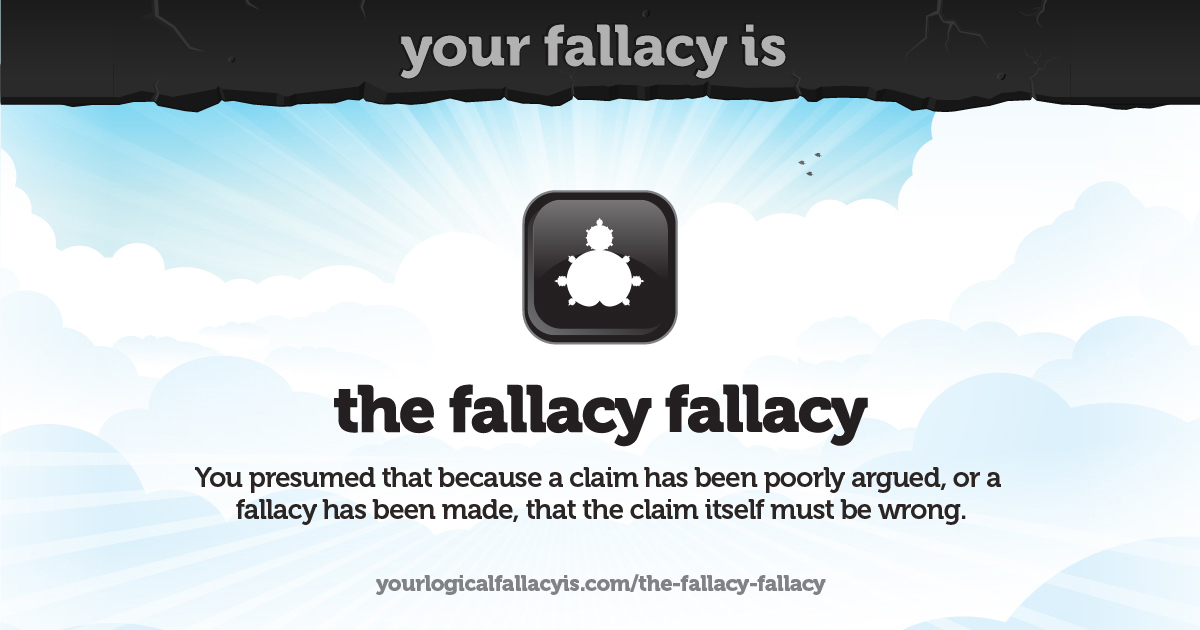 your fallacy is
the fallacy fallacy
You presumed that because a claim has been poorly argued, or a
fallacy has been made, that the claim itself must be wrong.
yourlogicalfallacyis.com/the-fallacy-fallacy